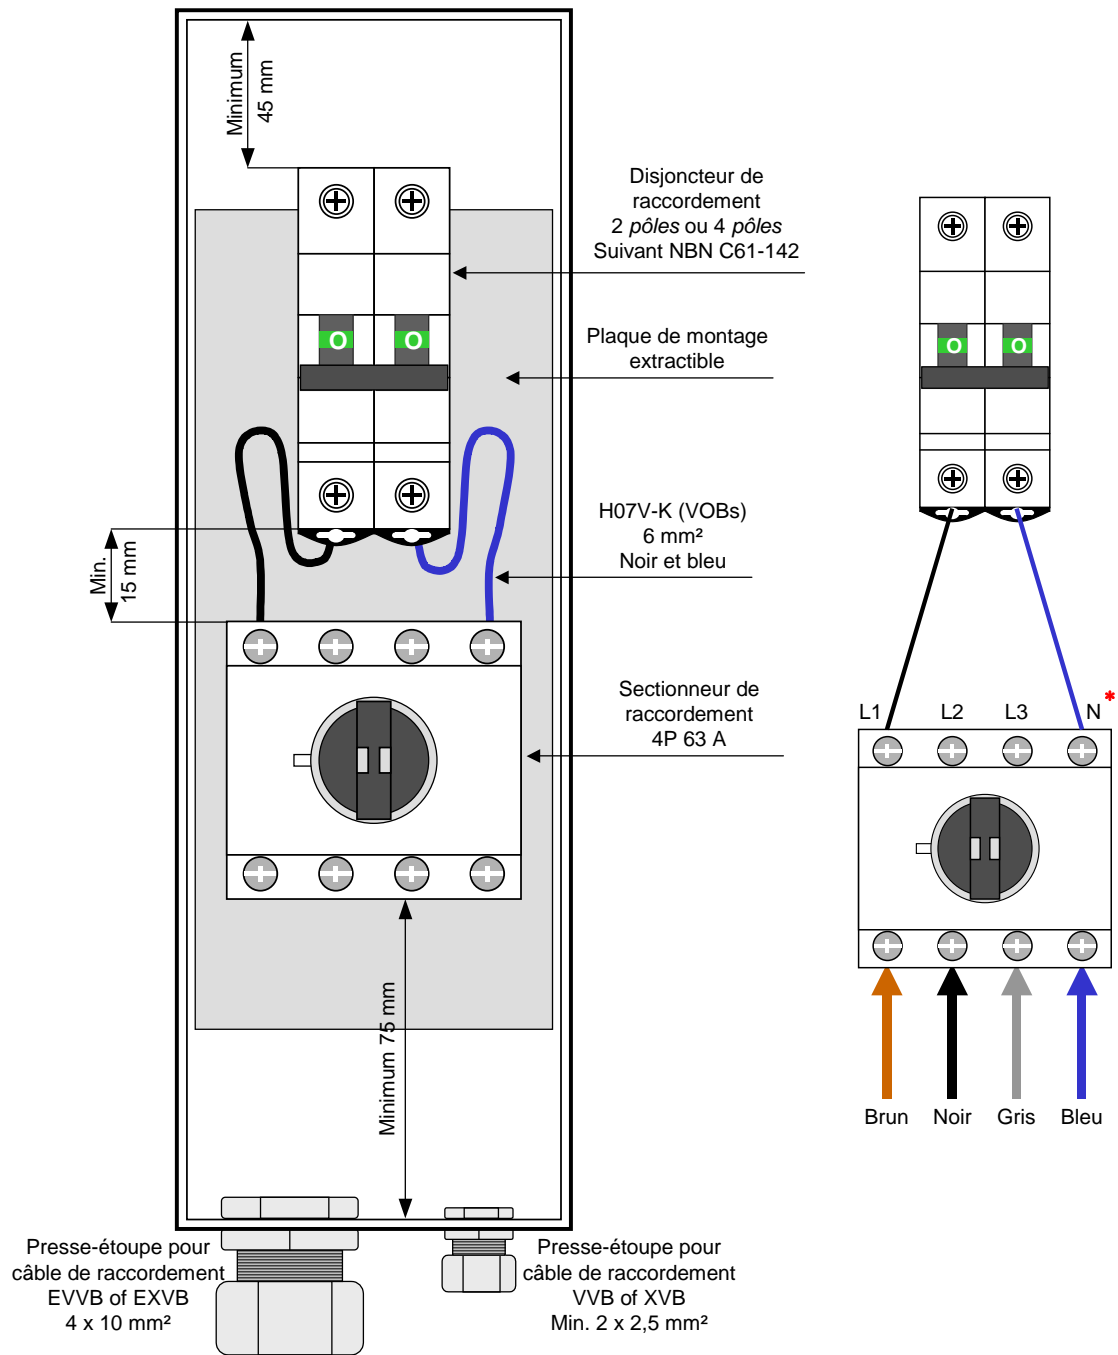 Minimum
45 mm
Disjoncteur de
raccordement
2 pôles ou 4 pôles
Suivant NBN C61-142
O
O
O
O
Plaque de montage
extractible
H07V-K (VOBs)
6 mm²
Noir et bleu
Min.
15 mm
Sectionneur de
raccordement
4P 63 A
L1
L2
L3
N *
Minimum 75 mm
Brun
Noir
Gris
Bleu
Presse-étoupe pour
câble de raccordement
EVVB of EXVB
4 x 10 mm²
Presse-étoupe pour
câble de raccordement
VVB of XVB
Min. 2 x 2,5 mm²